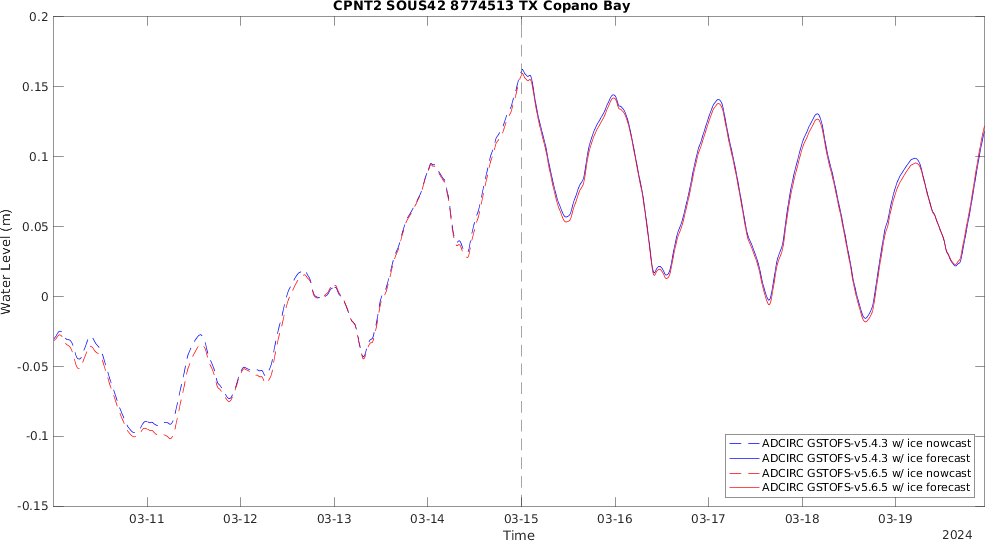 CPNT2 SOUS42 8774513 TX Copano Bay
0.2
0.15
0.1
0.05
0
-0.05
-0.1
-0.15
Water Level (m)
ADCIRC GSTOFS-v5.4.3 w/ ice nowcast
ADCIRC GSTOFS-v5.4.3 w/ ice forecast
ADCIRC GSTOFS-v5.6.5 w/ ice nowcast
ADCIRC GSTOFS-v5.6.5 w/ ice forecast
03-11 03-12 03-13 03-14 03-15 03-16 03-17 03-18 03-19
Time
2024